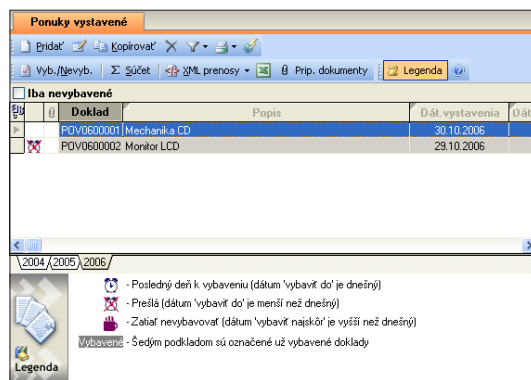 Ponuky vystavené
Pridať Kopírovať
Vyb./Nevyb. Σ Súčet XML prenosy Prip. dokumenty Legenda
Iba nevybavené
Doklad Popis Dát.vystavenia Dát
POV0600001 Mechanika CD 30.10.2006
POV0600002 Monitor LCD 29.10.2006
2004 2005 2006
- Posledný deň k vybaveniu (dátum 'vybaviť do' je dnešný)
- Prešlá (dátum 'vybaviť do' je menší než dnešný)
- Zatiaľ nevybavovať (dátum 'vybaviť najskôr' je vyšší než dnešný)
Vybavené - Šedým podkladom sú označené už vybavené doklady
Legenda